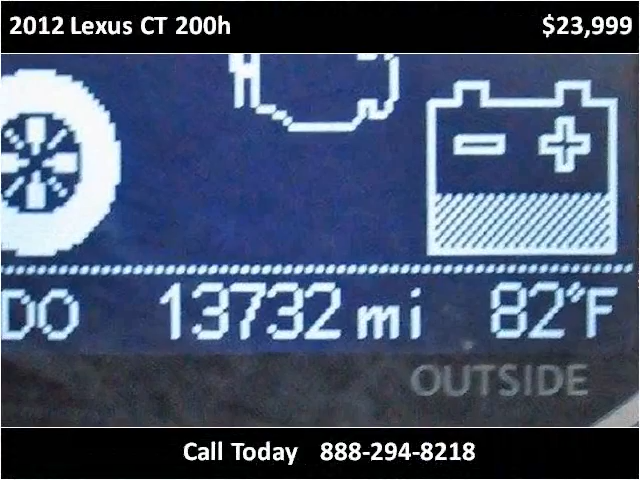 2012 Lexus CT 200h $23,999
DO 13732 mi 82°F
OUTSIDE
Call Today 888-294-8218